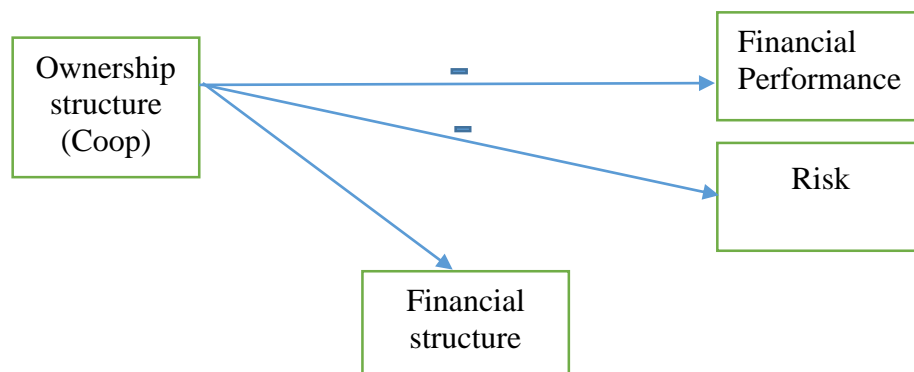 Ownership
structure
(Coop)
-
Financial
Performance
-
Risk
Financial
structure